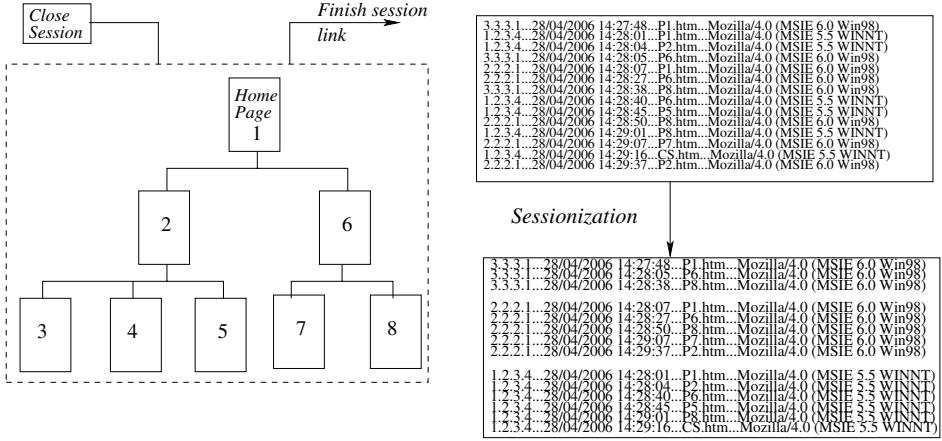 Close
Session
Finish session
link
Home
Page
1
2
6
3
4
5
7
8
3.3.3.1...28/04/2006 14:27:48...P1.htm...Mozilla/4.0 (MSIE 6.0 Win98)
1.2.3.4...28/04/2006 14:28:01...P1.htm...Mozilla/4.0 (MSIE 5.5 WINNT)
1.2.3.4...28/04/2006 14:28:04...P2.htm...Mozilla/4.0 (MSIE 5.5 WINNT)
3.3.3.1...28/04/2006 14:28:05...P6.htm...Mozilla/4.0 (MSIE 6.0 Win98)
2.2.2.1...28/04/2006 14:28:07...P1.htm...Mozilla/4.0 (MSIE 6.0 Win98)
2.2.2.1...28/04/2006 14:28:27...P6.htm...Mozilla/4.0 (MSIE 6.0 Win98)
3.3.3.1...28/04/2006 14:28:38...P8.htm...Mozilla/4.0 (MSIE 6.0 Win98)
1.2.3.4...28/04/2006 14:28:40...P6.htm...Mozilla/4.0 (MSIE 5.5 WINNT)
1.2.3.4...28/04/2006 14:28:45...P5.htm...Mozilla/4.0 (MSIE 5.5 WINNT)
2.2.2.1...28/04/2006 14:28:50...P8.htm...Mozilla/4.0 (MSIE 6.0 Win98)
1.2.3.4...28/04/2006 14:29:01...P8.htm...Mozilla/4.0 (MSIE 5.5 WINNT)
2.2.2.1...28/04/2006 14:29:07...P7.htm...Mozilla/4.0 (MSIE 6.0 Win98)
1.2.3.4...28/04/2006 14:29:16...CS.htm...Mozilla/4.0 (MSIE 5.5 WINNT)
2.2.2.1...28/04/2006 14:29:37...P2.htm...Mozilla/4.0 (MSIE 6.0 Win98)
Sessionization
3.3.3.1...28/04/2006 14:27:48...P1.htm...Mozilla/4.0 (MSIE 6.0 Win98)
3.3.3.1...28/04/2006 14:28:05...P6.htm...Mozilla/4.0 (MSIE 6.0 Win98)
3.3.3.1...28/04/2006 14:28:38...P8.htm...Mozilla/4.0 (MSIE 6.0 Win98)
2.2.2.1...28/04/2006 14:28:07...P1.htm...Mozilla/4.0 (MSIE 6.0 Win98)
2.2.2.1...28/04/2006 14:28:27...P6.htm...Mozilla/4.0 (MSIE 6.0 Win98)
2.2.2.1...28/04/2006 14:28:50...P8.htm...Mozilla/4.0 (MSIE 6.0 Win98)
2.2.2.1...28/04/2006 14:29:07...P7.htm...Mozilla/4.0 (MSIE 6.0 Win98)
2.2.2.1...28/04/2006 14:29:37...P2.htm...Mozilla/4.0 (MSIE 6.0 Win98)
1.2.3.4...28/04/2006 14:28:01...P1.htm...Mozilla/4.0 (MSIE 5.5 WINNT)
1.2.3.4...28/04/2006 14:28:04...P2.htm...Mozilla/4.0 (MSIE 5.5 WINNT)
1.2.3.4...28/04/2006 14:28:40...P6.htm...Mozilla/4.0 (MSIE 5.5 WINNT)
1.2.3.4...28/04/2006 14:28:45...P5.htm...Mozilla/4.0 (MSIE 5.5 WINNT)
1.2.3.4...28/04/2006 14:29:01...P8.htm...Mozilla/4.0 (MSIE 5.5 WINNT)
1.2.3.4...28/04/2006 14:29:16...CS.htm...Mozilla/4.0 (MSIE 5.5 WINNT)